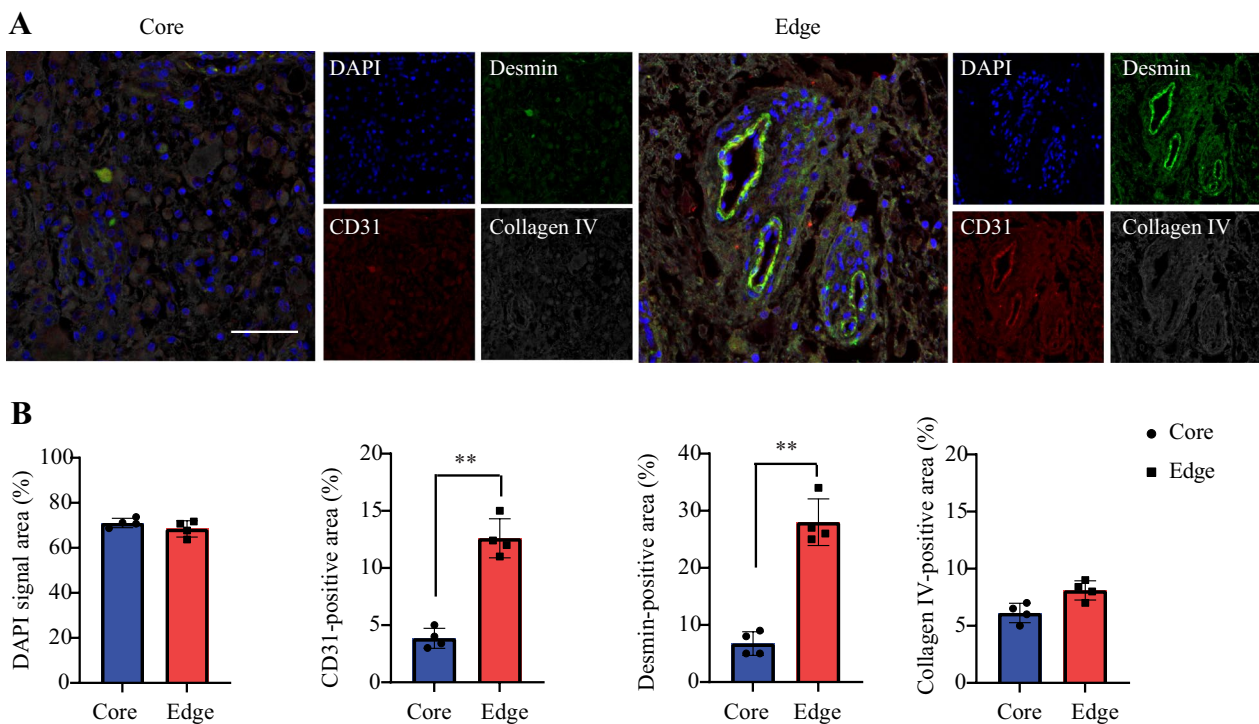 A
Core
Edge
DAPI
Desmin
CD31
Collagen IV
DAPI
Desmin
CD31
Collagen IV
B
DAPI signal area (%)
100
80
60
40
20
0
Core
Edge
CD31-positive area (%)
20
15
10
5
0
**
Core
Edge
Desmin-positive area (%)
40
30
20
10
0
**
Core
Edge
Collagen IV-positive area (%)
20
15
10
5
0
Core
Edge
Core
Edge